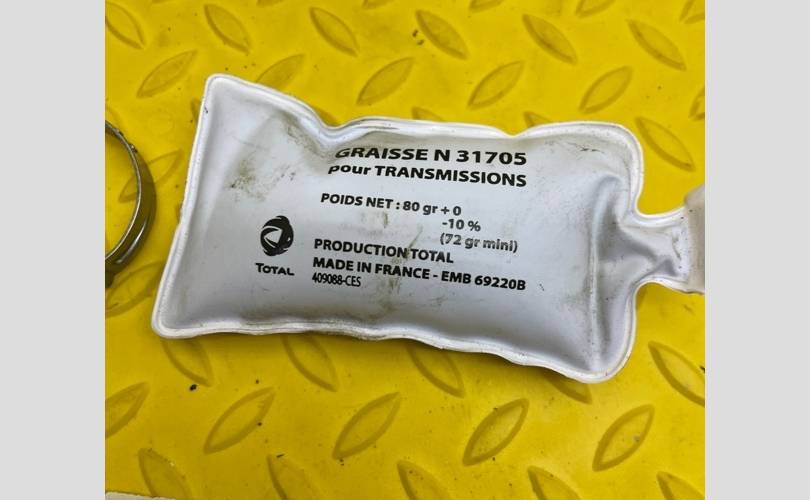 GRAISSE N 31705
pour TRANSMISSIONS
POIDS NET : 80 gr + 0
-10 %
(72 gr mini)
TOTAL
PRODUCTION TOTAL
MADE IN FRANCE - EMB 69220B
409088-CES